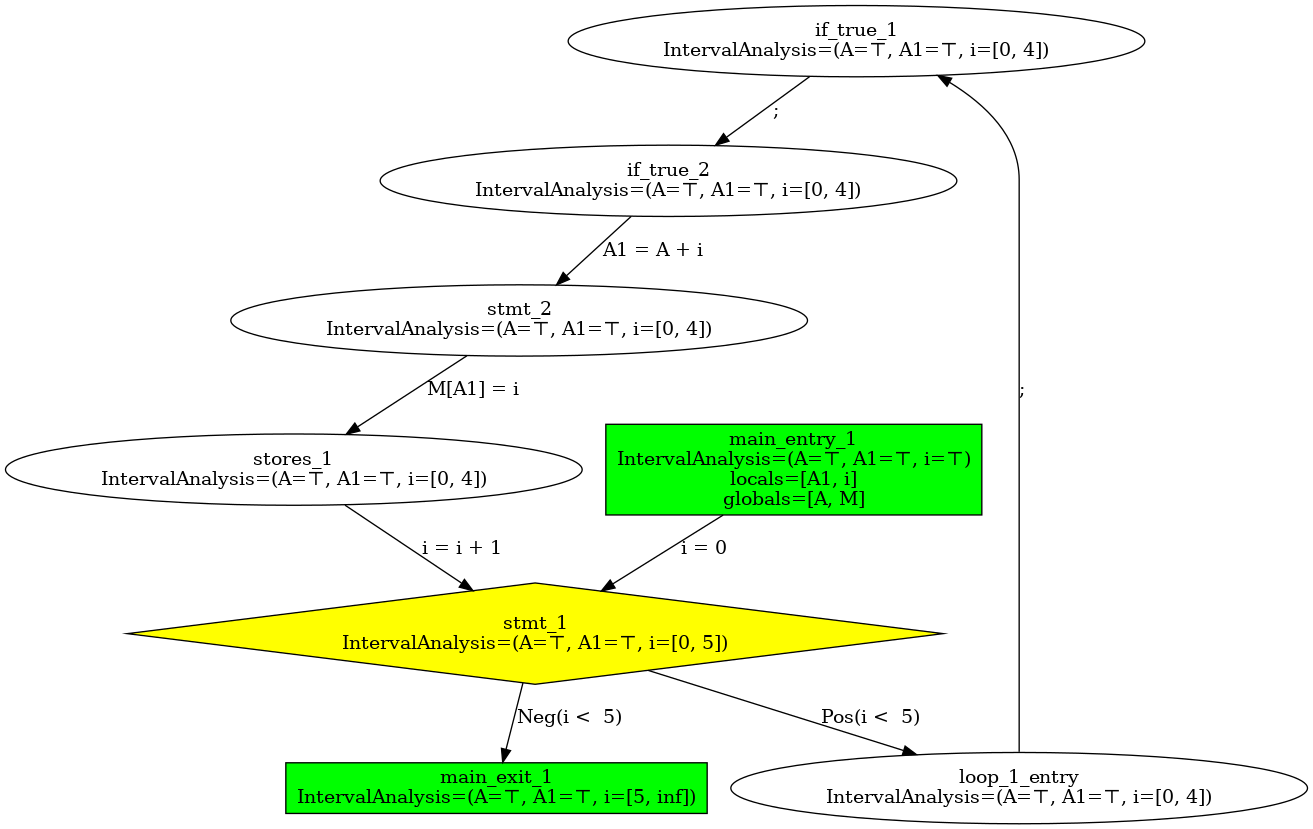 if_true_1
IntervalAnalysis=(A=⊤, A1=⊤, i=[0, 4])
;
if_true_2
IntervalAnalysis=(A=⊤, A1=⊤, i=[0, 4])
A1 = A + i
stmt_2
IntervalAnalysis=(A=⊤, A1=⊤, i=[0, 4])
M[A1] = i
;
stores_1
IntervalAnalysis=(A=⊤, A1=⊤, i=[0, 4])
main_entry_1
IntervalAnalysis=(A=⊤, A1=⊤, i=⊤)
locals=[A1, i]
globals=[A, M]
i = i + 1
i = 0
stmt_1
IntervalAnalysis=(A=⊤, A1=⊤, i=[0, 5])
Neg(i <  5)
Pos(i <  5)
main_exit_1
IntervalAnalysis=(A=⊤, A1=⊤, i=[5, inf])
loop_1_entry
IntervalAnalysis=(A=⊤, A1=⊤, i=[0, 4])